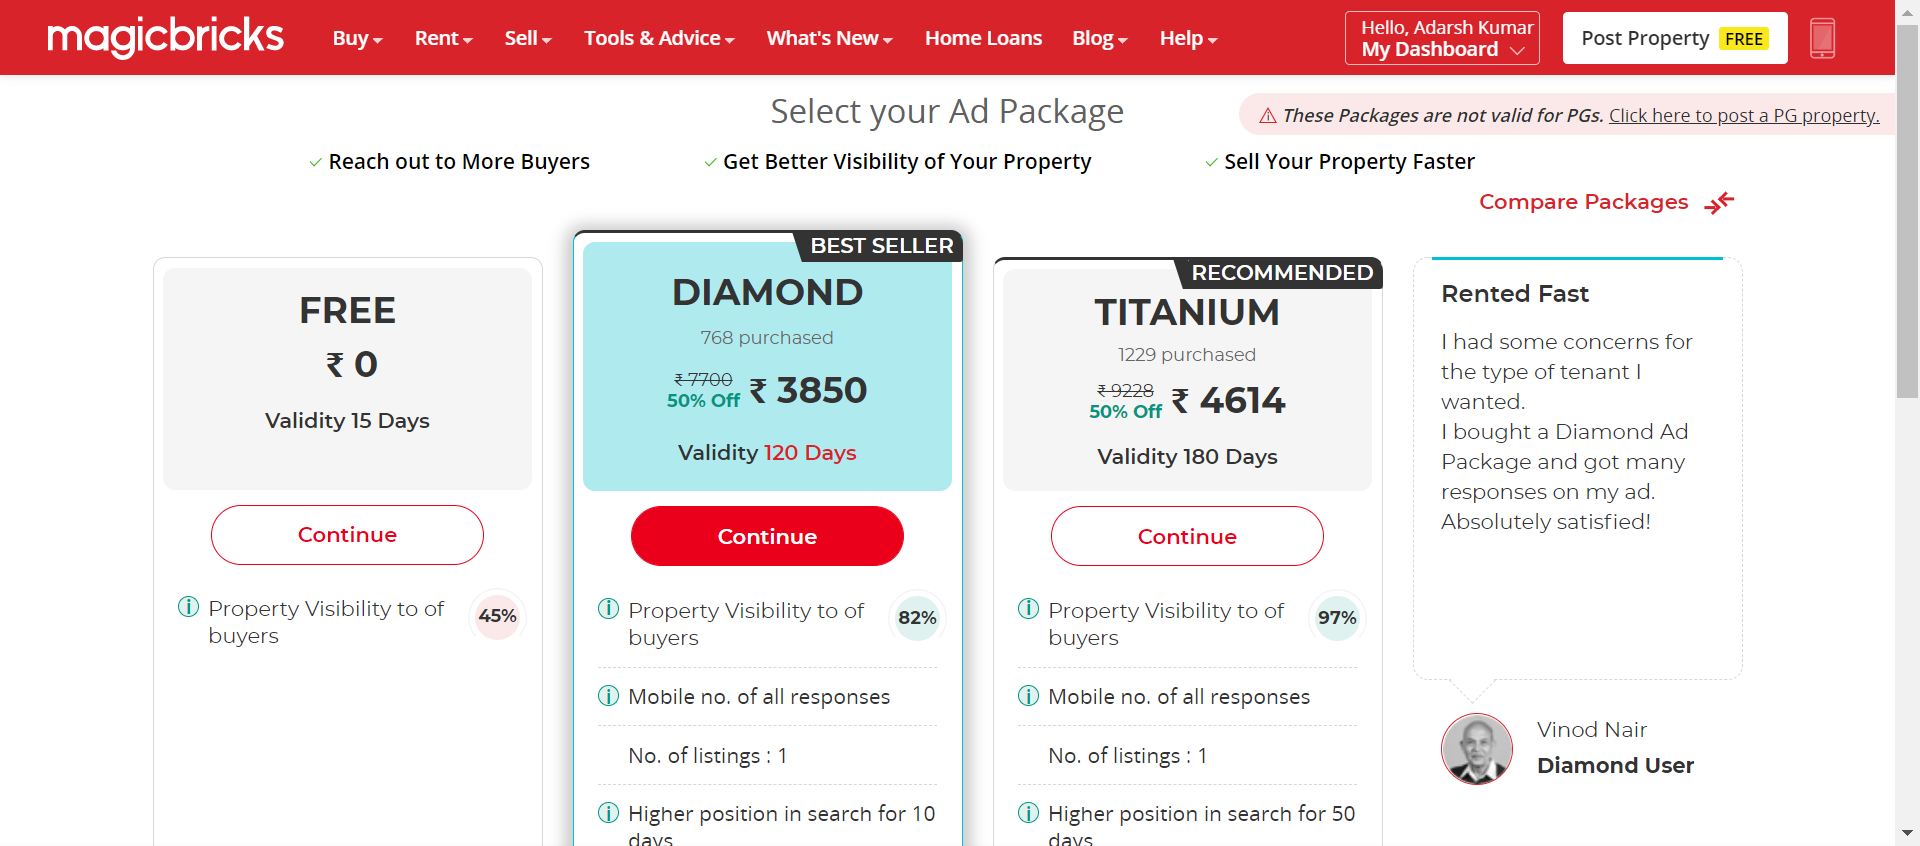 magicbricks
Buy Rent Sell Tools & Advice What's New Home Loans Blog Help
Hello, Adarsh Kumar
My Dashboard
Post Property FREE
Select your Ad Package
These Packages are not valid for PGs. Click here to post a PG property.
Reach out to More Buyers
Get Better Visibility of Your Property
Sell Your Property Faster
Compare Packages
FREE
₹ 0
Validity 15 Days
Continue
Property Visibility to of
buyers
45%
BEST SELLER
DIAMOND
768 purchased
₹ 7700
50% Off
₹ 3850
Validity 120 Days
Continue
Property Visibility to of
buyers
82%
Mobile no. of all responses
No. of listings : 1
Higher position in search for 10
days
RECOMMENDED
TITANIUM
1229 purchased
₹ 9228
50% Off
₹ 4614
Validity 180 Days
Continue
Property Visibility to of
buyers
97%
Mobile no. of all responses
No. of listings : 1
Higher position in search for 50
days
Rented Fast
I had some concerns for
the type of tenant I
wanted.
I bought a Diamond Ad
Package and got many
responses on my ad.
Absolutely satisfied!
Vinod Nair
Diamond User